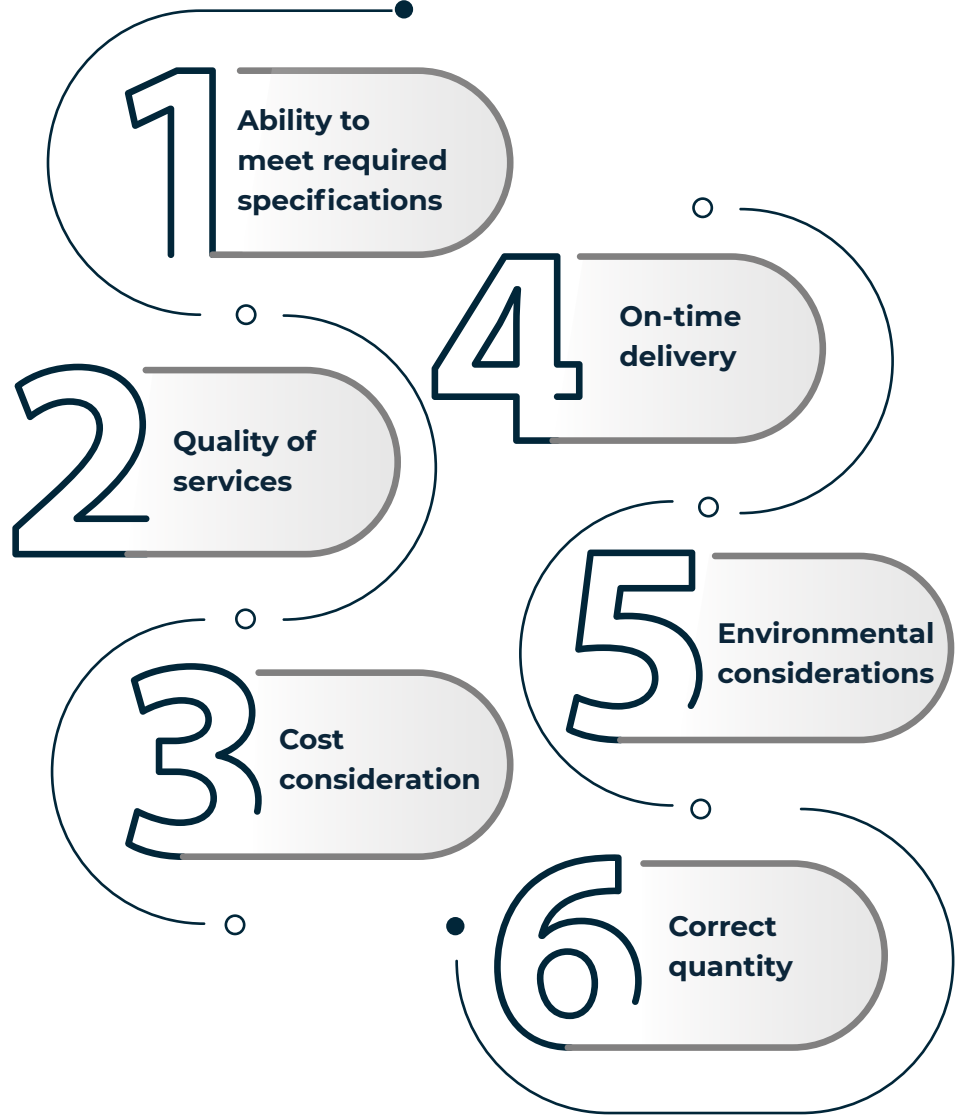 1
Ability to
meet required
specifications
2
Quality of
services
3
Cost
consideration
4
On-time
delivery
5
Environmental
considerations
6
Correct
quantity